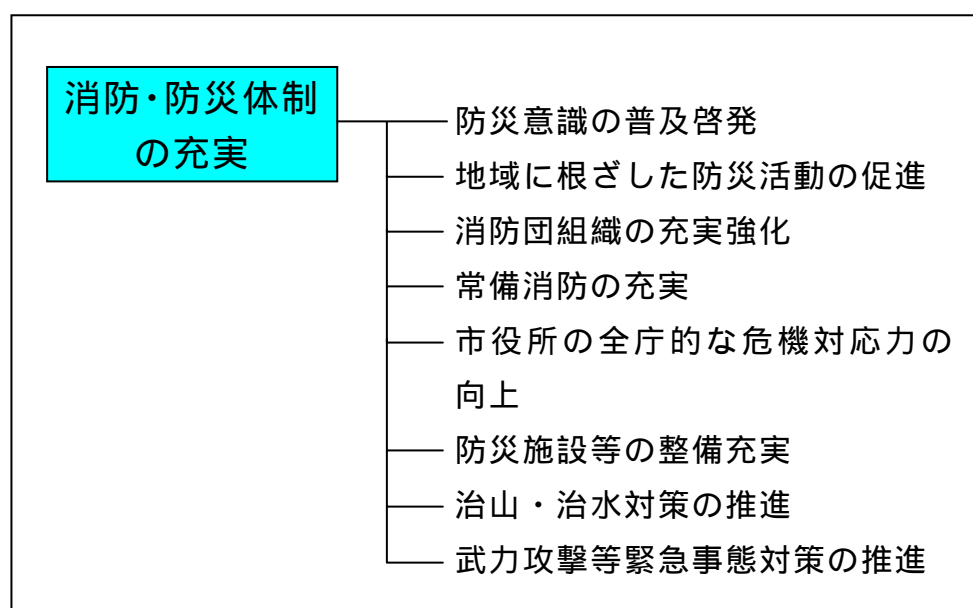 消防・防災体制
の充実
防災意識の普及啓発
地域に根ざした防災活動の促進
消防団組織の充実強化
常備消防の充実
市役所の全庁的な危機対応力の
向上
防災施設等の整備充実
治山・治水対策の推進
武力攻撃等緊急事態対策の推進